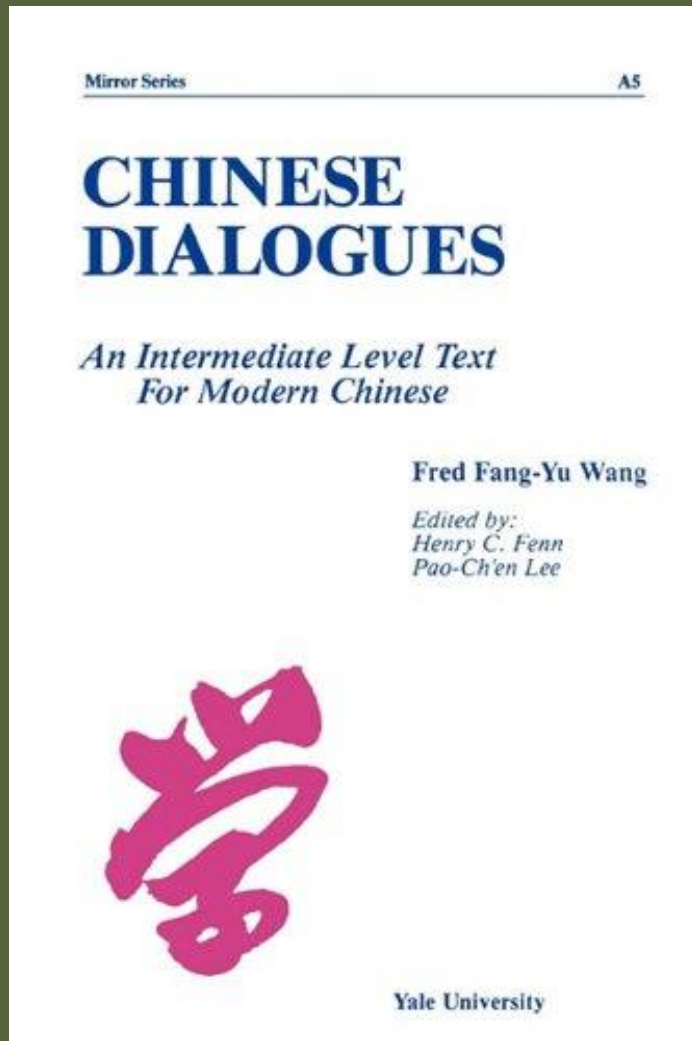 Mirror Series A5
CHINESE
DIALOGUES
An Intermediate Level Text
For Modern Chinese
Fred Fang-Yu Wang
Edited by:
Henry C. Fenn
Pao-Ch'en Lee
学
Yale University